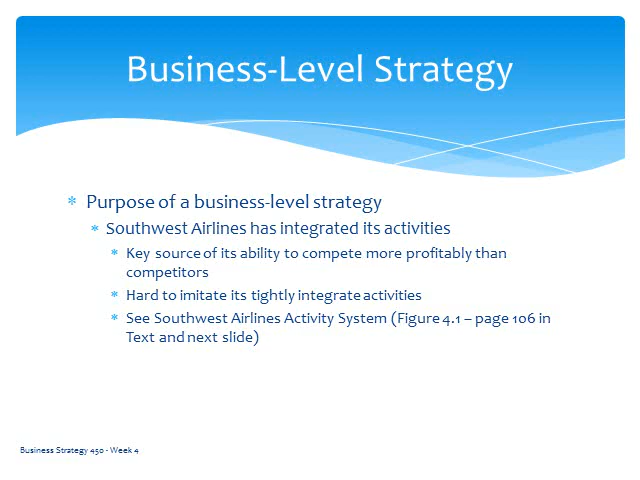 Business-Level Strategy
* Purpose of a business-level strategy
* Southwest Airlines has integrated its activities
* Key source of its ability to compete more profitably than
competitors
* Hard to imitate its tightly integrate activities
* See Southwest Airlines Activity System (Figure 4.1 – page 106 in
Text and next slide)
Business Strategy 450 - Week 4